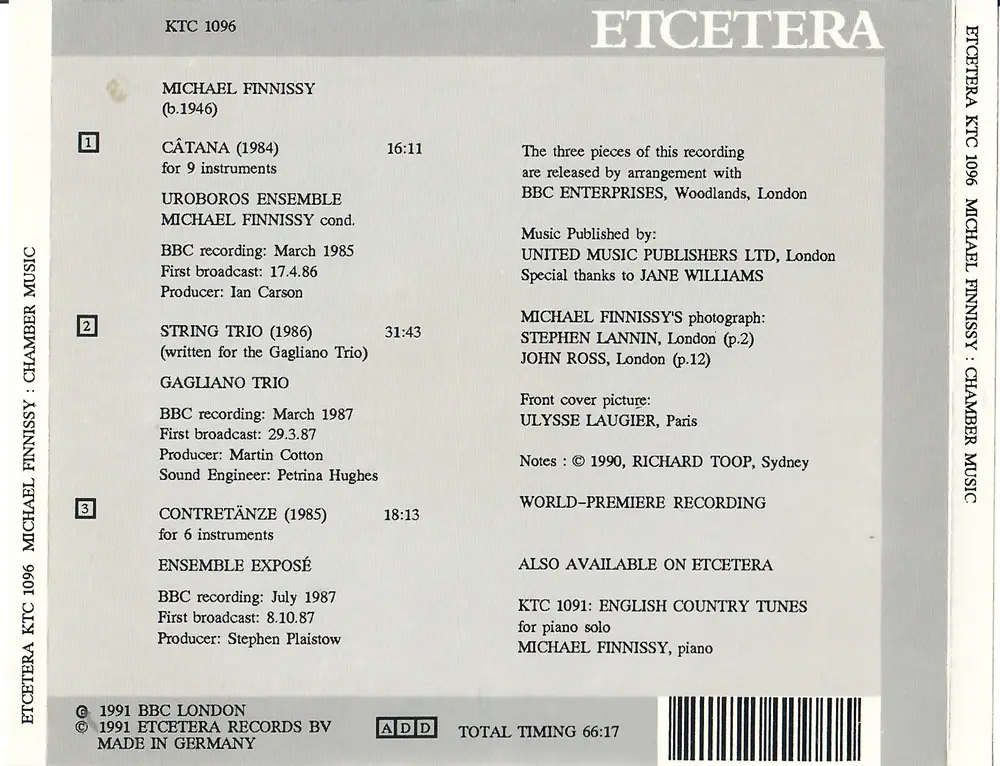 KTC 1096
ETCETERA
MICHAEL FINNISSY
(b.1946)
1
CÂTANA (1984) 16:11
for 9 instruments
UROBOROS ENSEMBLE
MICHAEL FINNISSY cond.
BBC recording: March 1985
First broadcast: 17.4.86
Producer: Ian Carson
2
STRING TRIO (1986) 31:43
(written for the Gagliano Trio)
GAGLIANO TRIO
BBC recording: March 1987
First broadcast: 29.3.87
Producer: Martin Cotton
Sound Engineer: Petrina Hughes
3
CONTRETÄNZE (1985) 18:13
for 6 instruments
ENSEMBLE EXPOSÉ
BBC recording: July 1987
First broadcast: 8.10.87
Producer: Stephen Plaistow
The three pieces of this recording
are released by arrangement with
BBC ENTERPRISES, Woodlands, London
Music Published by:
UNITED MUSIC PUBLISHERS LTD, London
Special thanks to JANE WILLIAMS
MICHAEL FINNISSY'S photograph:
STEPHEN LANNIN, London (p.2)
JOHN ROSS, London (p.12)
Front cover picture:
ULYSSE LAUGIER, Paris
Notes : © 1990, RICHARD TOOP, Sydney
WORLD-PREMIERE RECORDING
ALSO AVAILABLE ON ETCETERA
KTC 1091: ENGLISH COUNTRY TUNES
for piano solo
MICHAEL FINNISSY, piano
℗ 1991 BBC LONDON
© 1991 ETCETERA RECORDS BV
MADE IN GERMANY
ADD
TOTAL TIMING 66:17
ETCETERA KTC 1096 MICHAEL FINNISSY : CHAMBER MUSIC
ETCETERA KTC 1096 MICHAEL FINNISSY : CHAMBER MUSIC